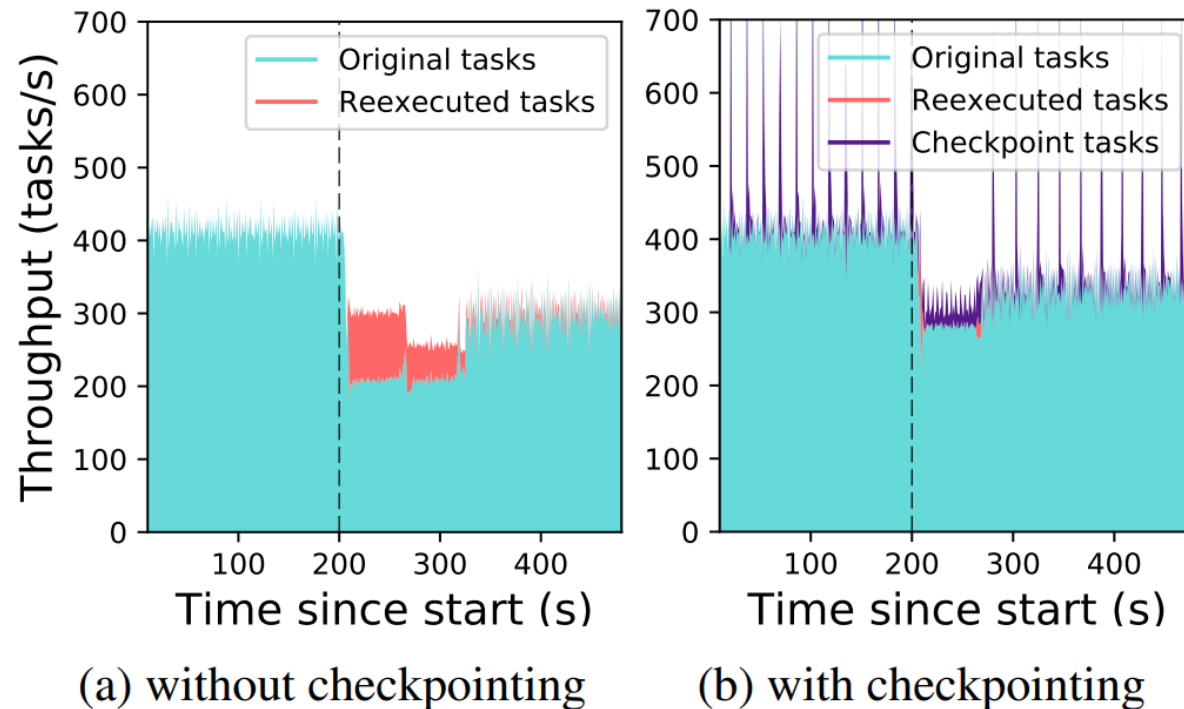 Throughput (tasks/s)
700
600
500
400
300
200
100
0
Original tasks
Reexecuted tasks
100
200
300
400
Time since start (s)
(a) without checkpointing
700
600
500
400
300
200
100
0
Original tasks
Reexecuted tasks
Checkpoint tasks
100
200
300
400
Time since start (s)
(b) with checkpointing